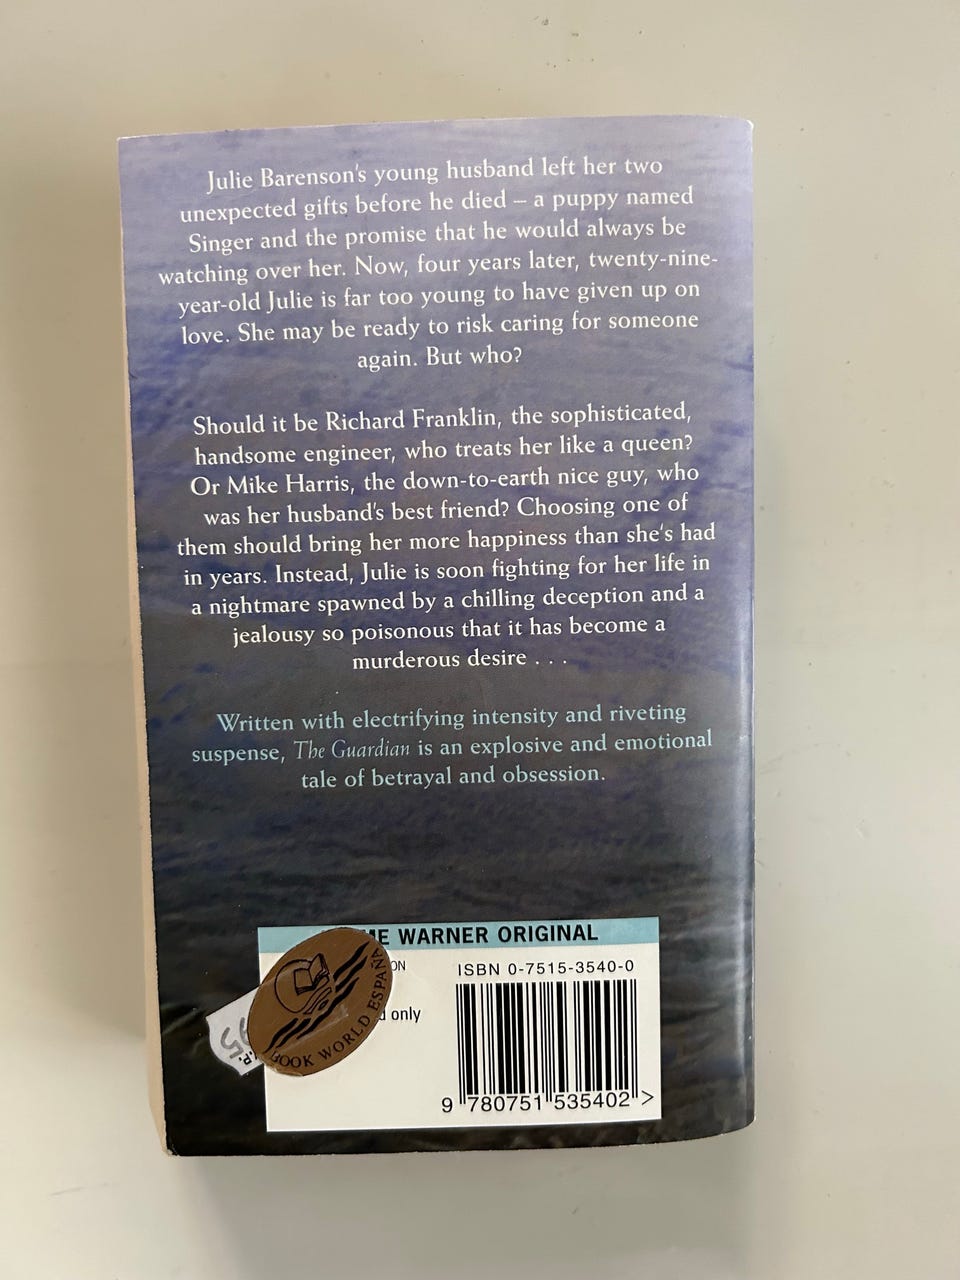 Julie Barenson's young husband left her two
unexpected gifts before he died – a puppy named
Singer and the promise that he would always be
watching over her. Now, four years later, twenty-nine-
year-old Julie is far too young to have given up on
love. She may be ready to risk caring for someone
again. But who?
Should it be Richard Franklin, the sophisticated,
handsome engineer, who treats her like a queen?
Or Mike Harris, the down-to-earth nice guy, who
was her husband's best friend? Choosing one of
them should bring her more happiness than she's had
in years. Instead, Julie is soon fighting for her life in
a nightmare spawned by a chilling deception and a
jealousy so poisonous that it has become a
murderous desire . . .
Written with electrifying intensity and riveting
suspense, The Guardian is an explosive and emotional
tale of betrayal and obsession.
WARNER ORIGINAL
ISBN 0-7515-3540-0
only
BOOK WORLD ESPAÑA
9 780751 535402 >